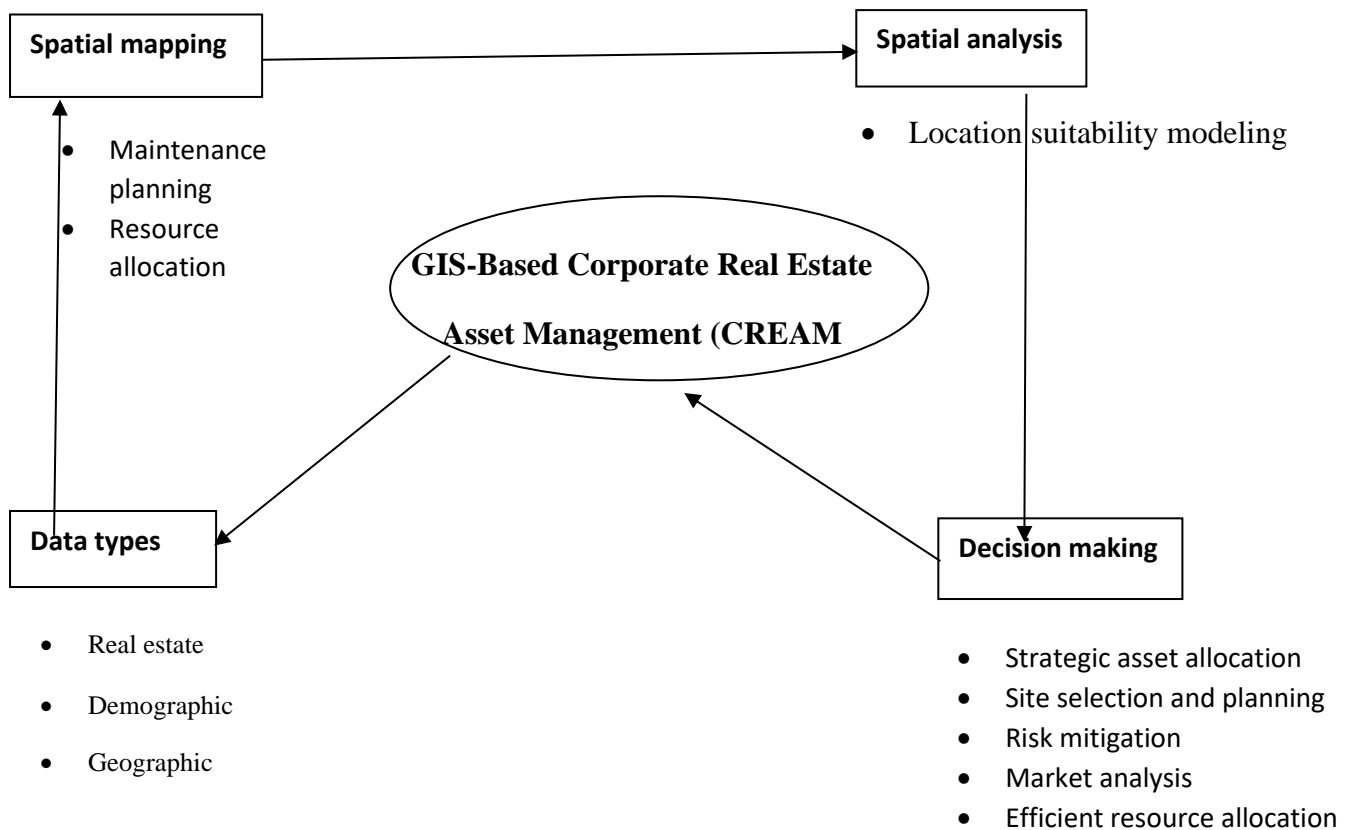 Spatial mapping
Spatial analysis
• Maintenance
planning
• Resource
allocation
• Location suitability modeling
GIS-Based Corporate Real Estate
Asset Management (CREAM
Data types
Decision making
• Real estate
• Demographic
• Geographic
• Strategic asset allocation
• Site selection and planning
• Risk mitigation
• Market analysis
• Efficient resource allocation